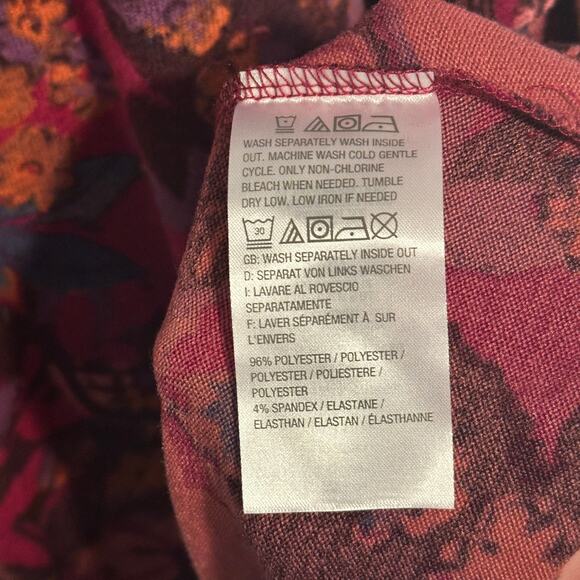 WASH SEPARATELY WASH INSIDE
OUT. MACHINE WASH COLD GENTLE
CYCLE. ONLY NON-CHLORINE
BLEACH WHEN NEEDED. TUMBLE
DRY LOW. LOW IRON IF NEEDED
30
GB: WASH SEPARATELY INSIDE OUT
D: SEPARAT VON LINKS WASCHEN
I: LAVARE AL ROVESCIO
SEPARATAMENTE
F: LAVER SÉPARÉMENT À SUR
L'ENVERS
96% POLYESTER / POLYESTER /
POLYESTER / POLIESTERE /
POLYESTER
4% SPANDEX / ELASTANE /
ELASTHAN / ELASTAN / ÉLASTHANNE